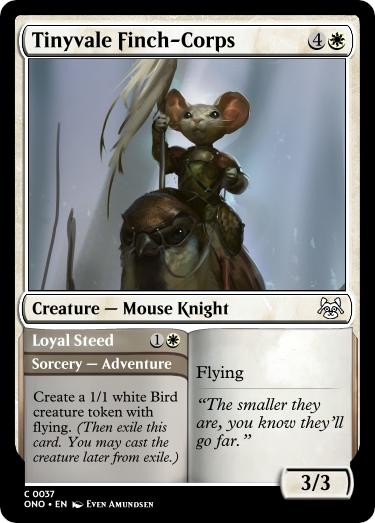 Tinyvale Finch-Corps 4
Creature — Mouse Knight
Loyal Steed 1
Sorcery — Adventure
Create a 1/1 white Bird
creature token with
flying. (Then exile this
card. You may cast the
creature later from exile.)
Flying
“The smaller they
are, you know they’ll
go far.”
3/3
C 0037
ONO • EN Even Amundsen